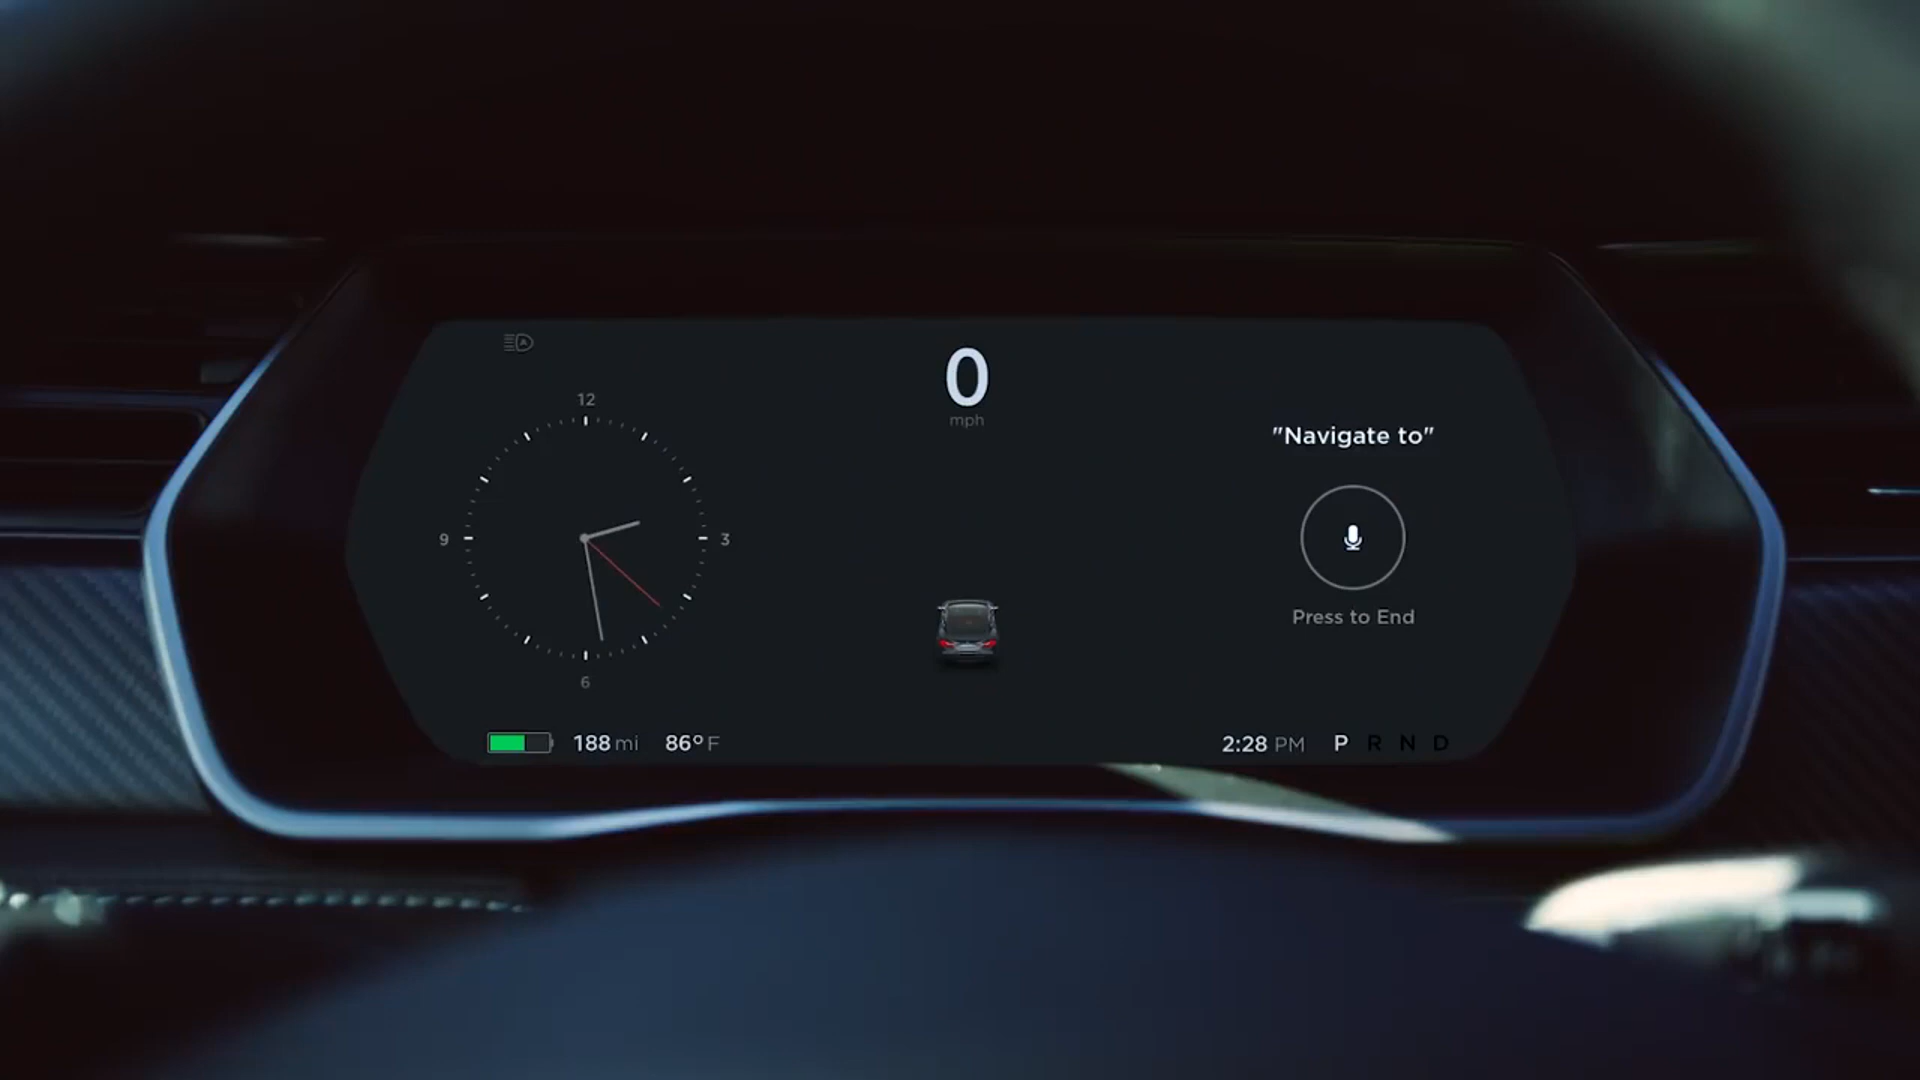 A
0
mph
12
9
3
6
"Navigate to"
Press to End
188 mi
86° F
2:28 PM
P R N D